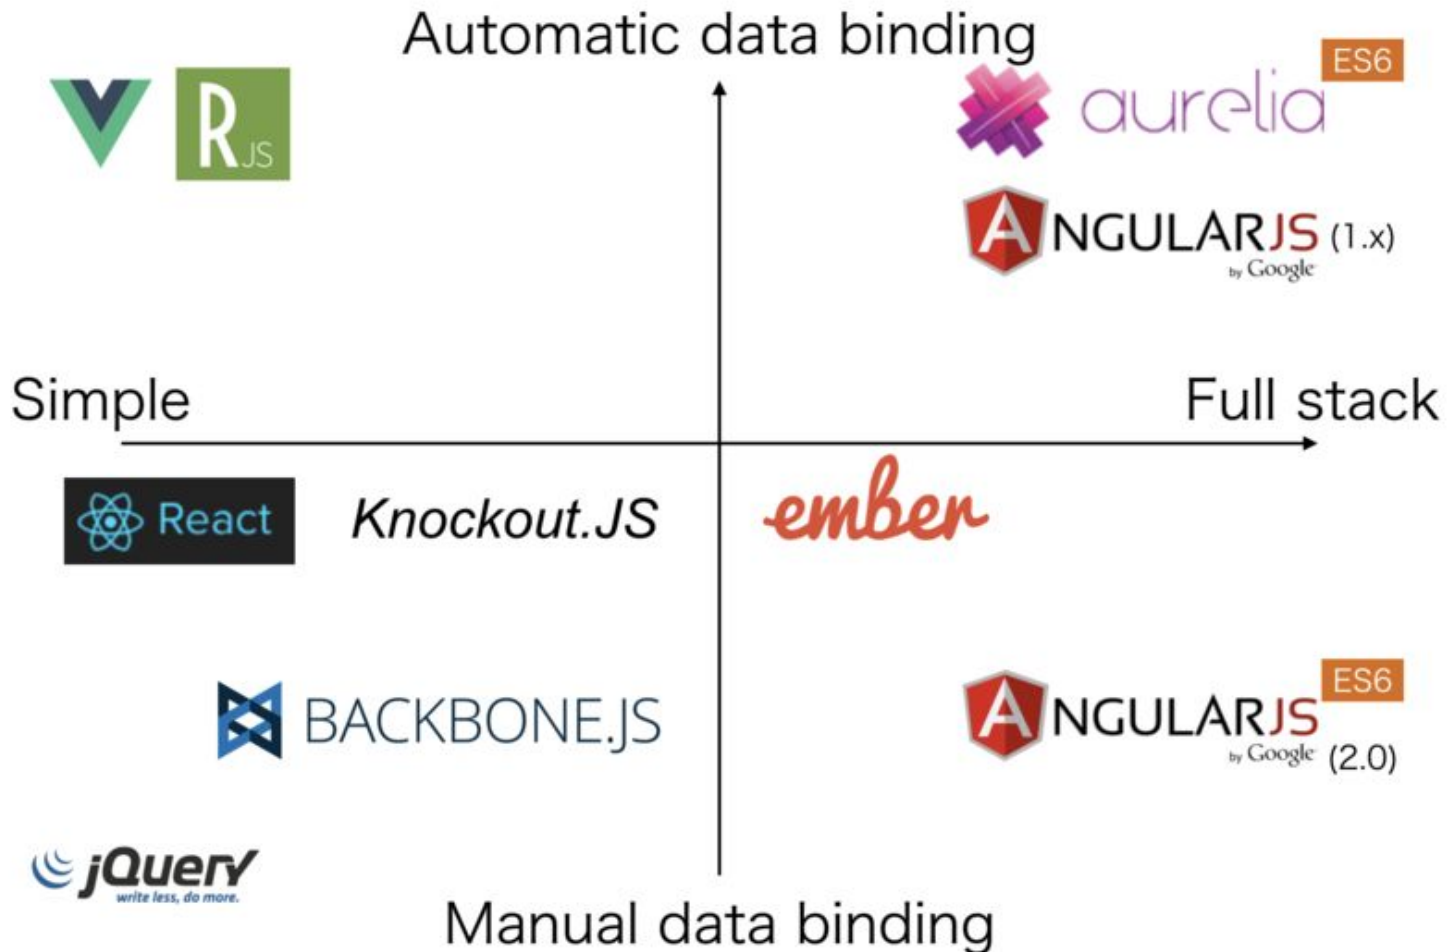 Automatic data binding
RJS
aurelia
ES6
ANGULARJS (1.x)
by Google
Simple
Full stack
React
Knockout.JS
ember
BACKBONE.JS
ES6
ANGULARJS
by Google (2.0)
jQuery
write less, do more.
Manual data binding